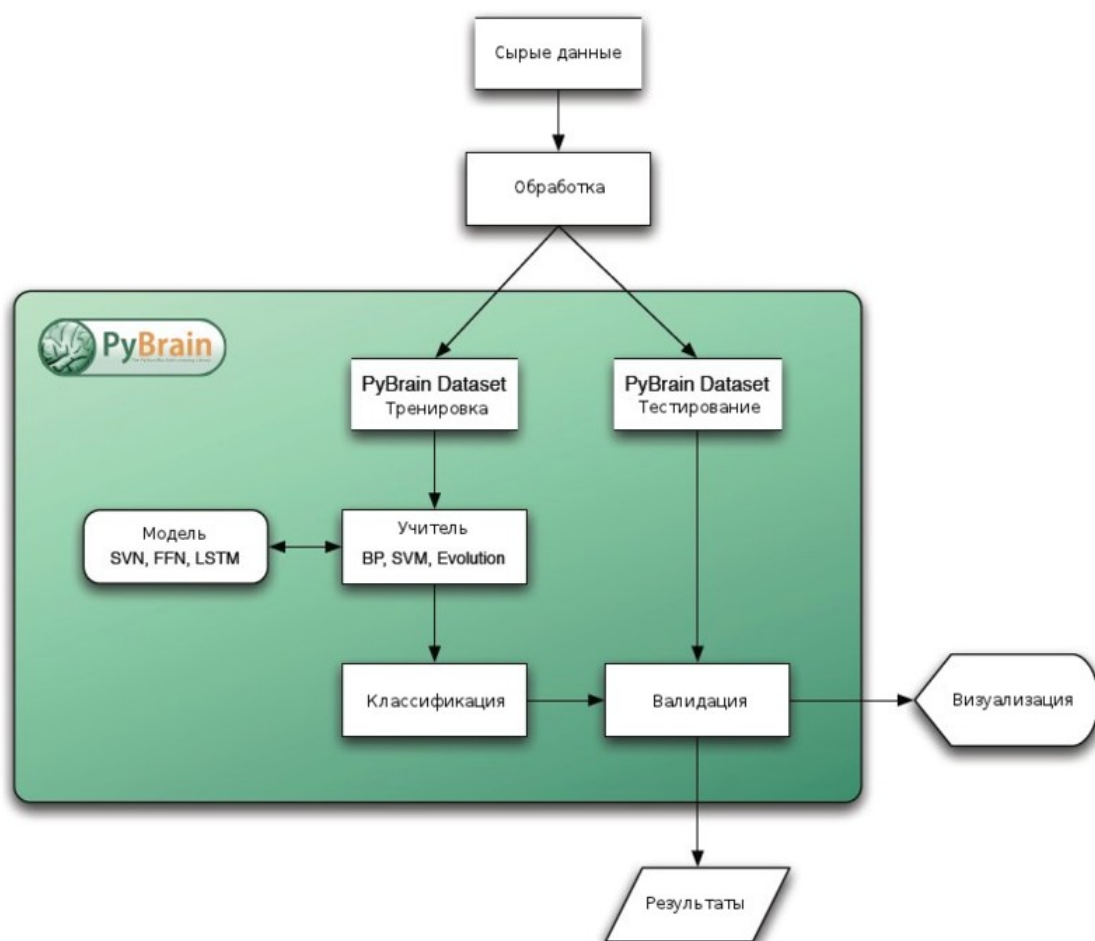 Сырые данные
Обработка
PyBrain
PyBrain Dataset
Тренировка
PyBrain Dataset
Тестирование
Модель
SVN, FFN, LSTM
Учитель
BP, SVM, Evolution
Классификация
Валидация
Визуализация
Результаты